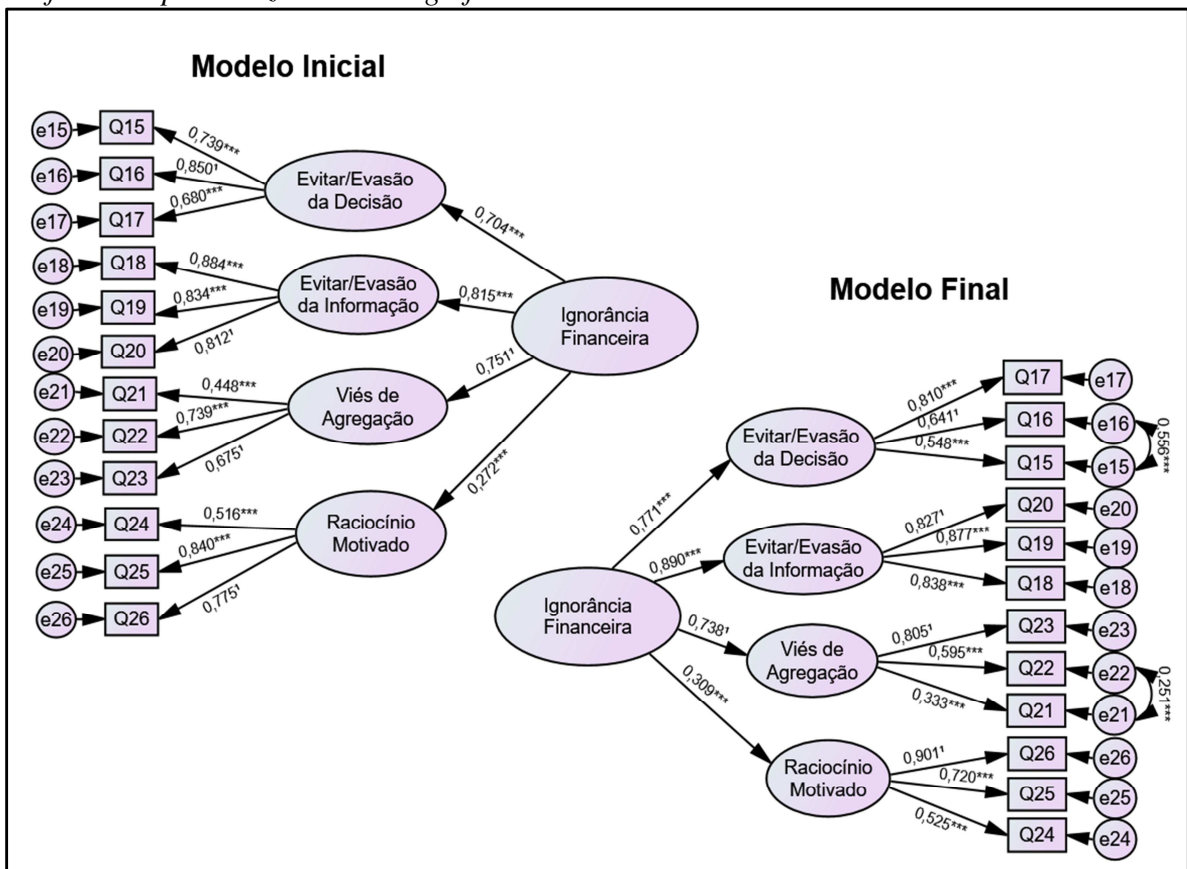 Modelo Inicial
e15
Q15
0,739***
e16
Q16
0,850¹
e17
Q17
0,680***
Evitar/Evasão
da Decisão
0,704***
e18
Q18
0,884***
e19
Q19
0,834***
e20
Q20
0,812¹
Evitar/Evasão
da Informação
0,815***
Ignorância
Financeira
e21
Q21
0,448***
e22
Q22
0,739***
e23
Q23
0,675¹
Viés de
Agregação
0,751¹
e24
Q24
0,516***
e25
Q25
0,840***
e26
Q26
0,775¹
Raciocínio
Motivado
0,272***
Modelo Final
Ignorância
Financeira
0,771***
Evitar/Evasão
da Decisão
0,810***
Q17
e17
0,641¹
Q16
e16
0,548***
Q15
e15
0,556***
0,890***
Evitar/Evasão
da Informação
0,827¹
Q20
e20
0,877***
Q19
e19
0,838***
Q18
e18
0,738¹
Viés de
Agregação
0,805¹
Q23
e23
0,595***
Q22
e22
0,333***
Q21
e21
0,251***
0,309***
Raciocínio
Motivado
0,901¹
Q26
e26
0,720***
Q25
e25
0,525***
Q24
e24